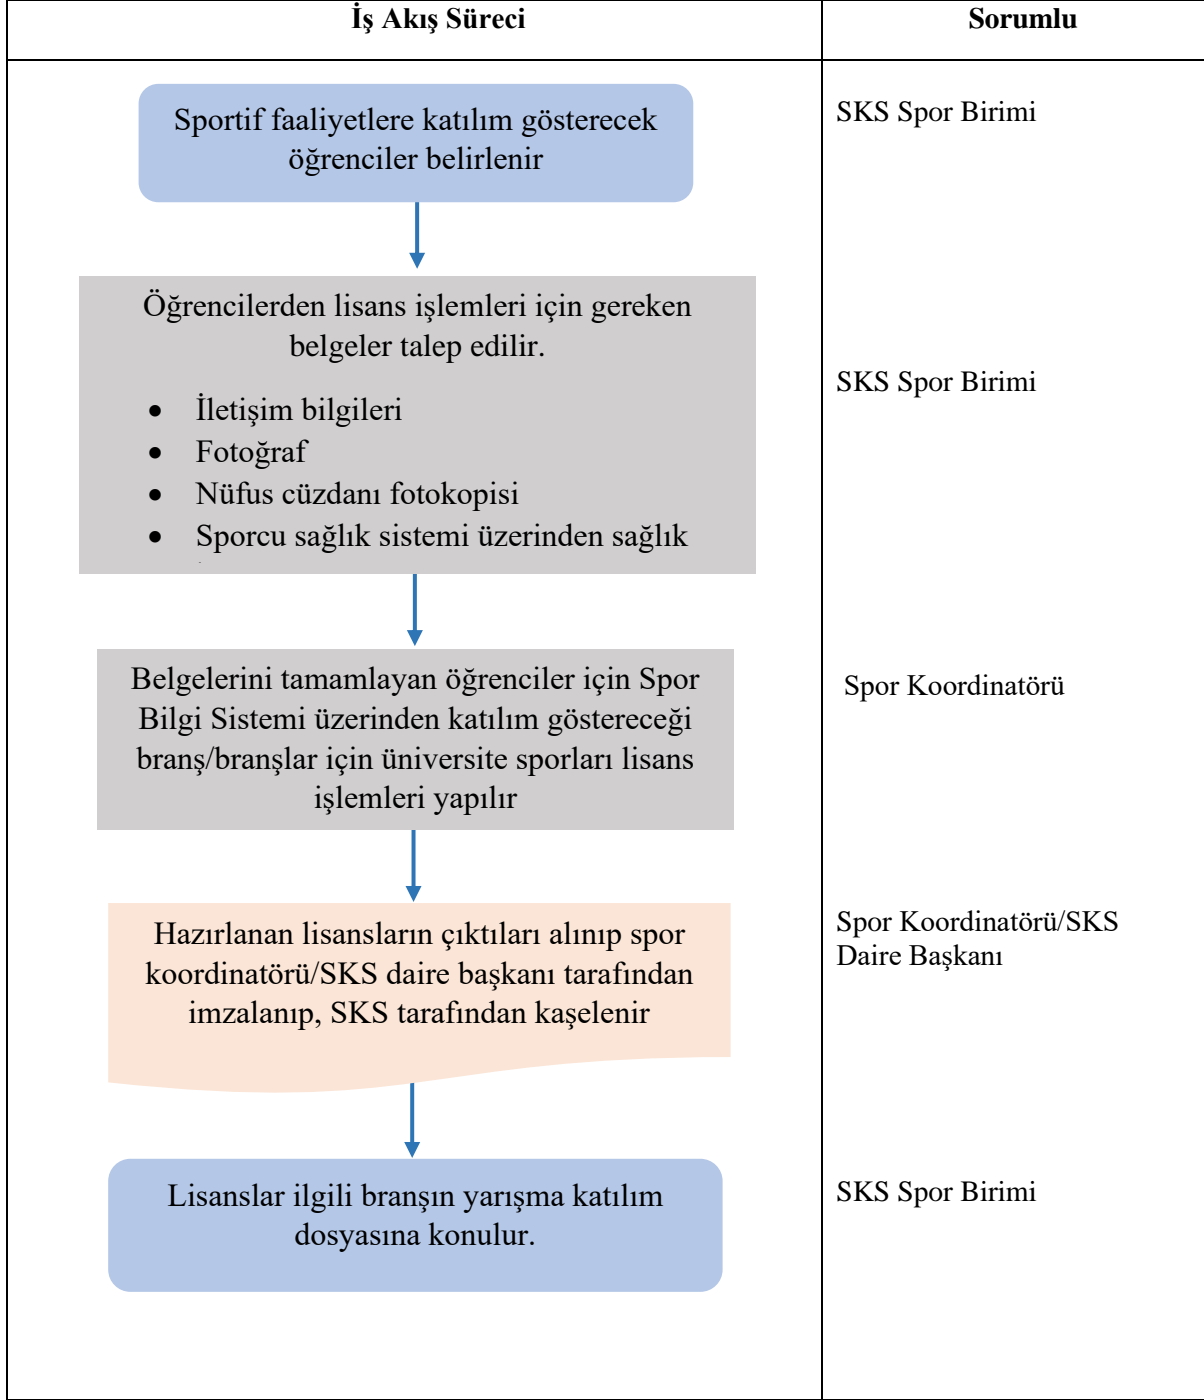 İş Akış Süreci
Sorumlu
Sportif faaliyetlere katılım gösterecek
öğrenciler belirlenir
SKS Spor Birimi
Öğrencilerden lisans işlemleri için gereken
belgeler talep edilir.
• İletişim bilgileri
• Fotoğraf
• Nüfus cüzdanı fotokopisi
• Sporcu sağlık sistemi üzerinden sağlık
SKS Spor Birimi
Belgelerini tamamlayan öğrenciler için Spor
Bilgi Sistemi üzerinden katılım göstereceği
branş/branşlar için üniversite sporları lisans
işlemleri yapılır
Spor Koordinatörü
Hazırlanan lisansların çıktıları alınıp spor
koordinatörü/SKS daire başkanı tarafından
imzalanıp, SKS tarafından kaşelenir
Spor Koordinatörü/SKS
Daire Başkanı
Lisanslar ilgili branşın yarışma katılım
dosyasına konulur.
SKS Spor Birimi